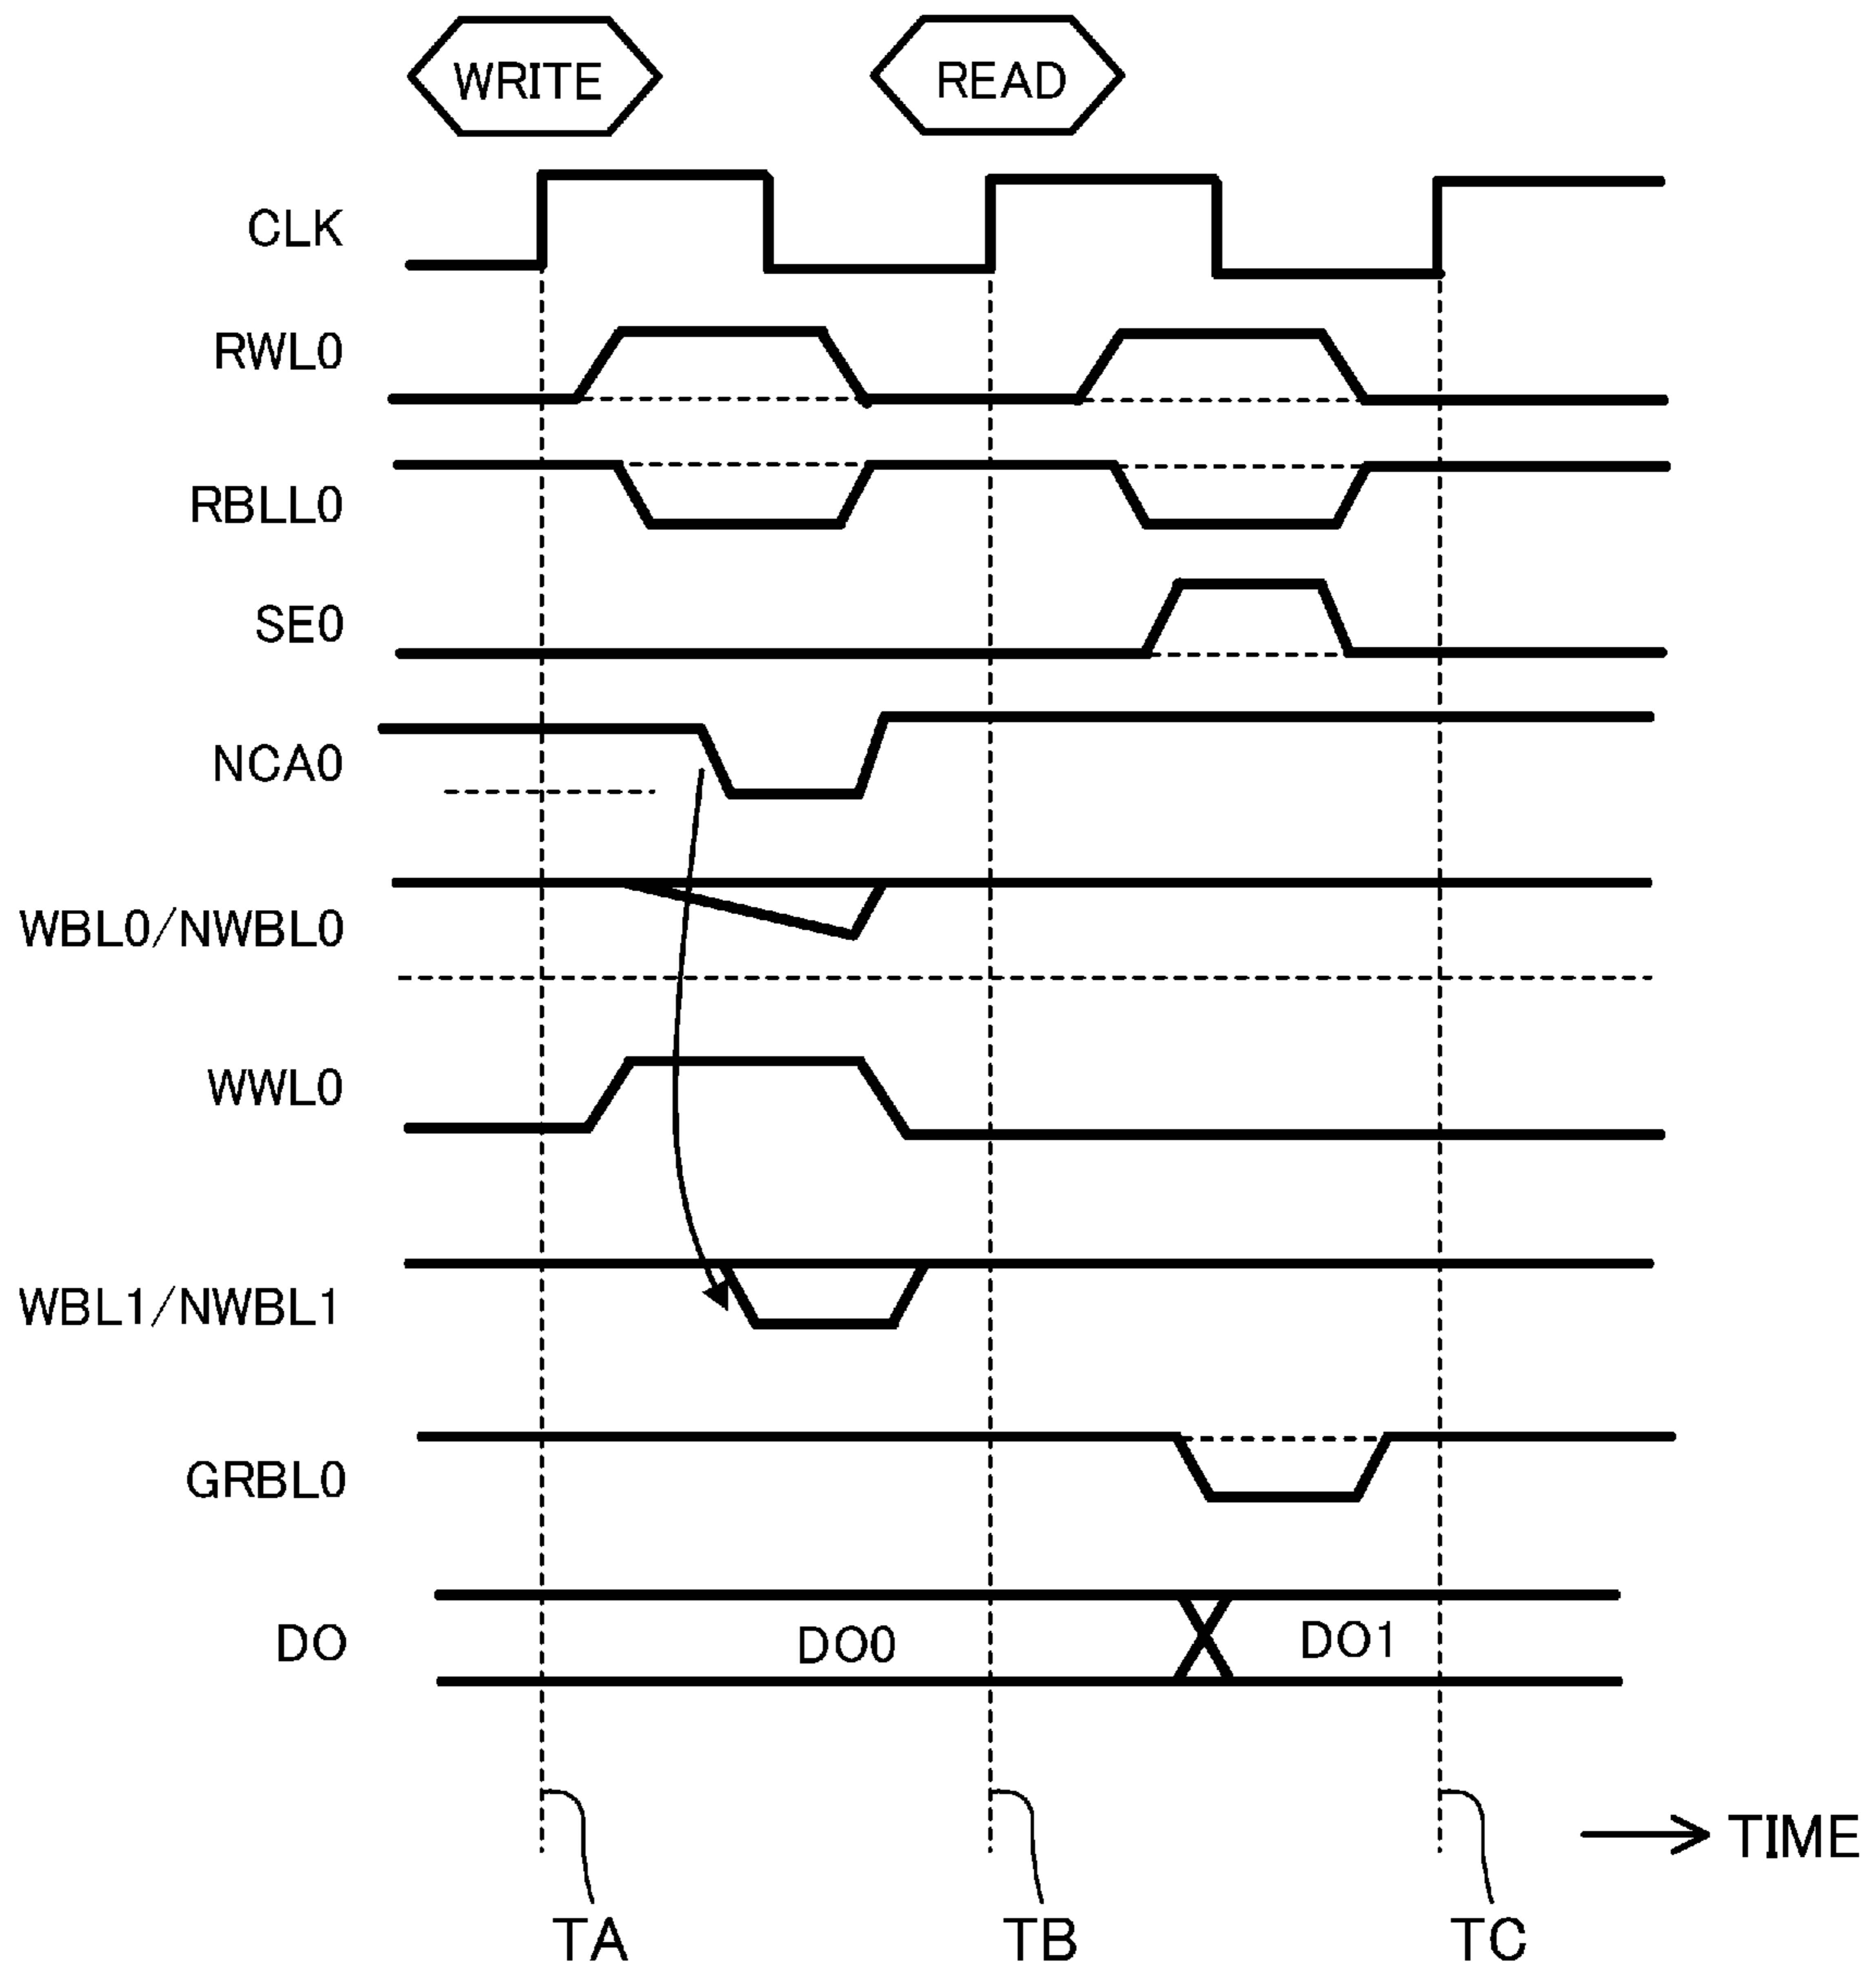 WRITE READ
CLK
RWL0
RBLL0
SE0
NCA0
WBL0/NWBL0
WWL0
WBL1/NWBL1
GRBL0
DO DO0 DO1
TIME
TA TB TC